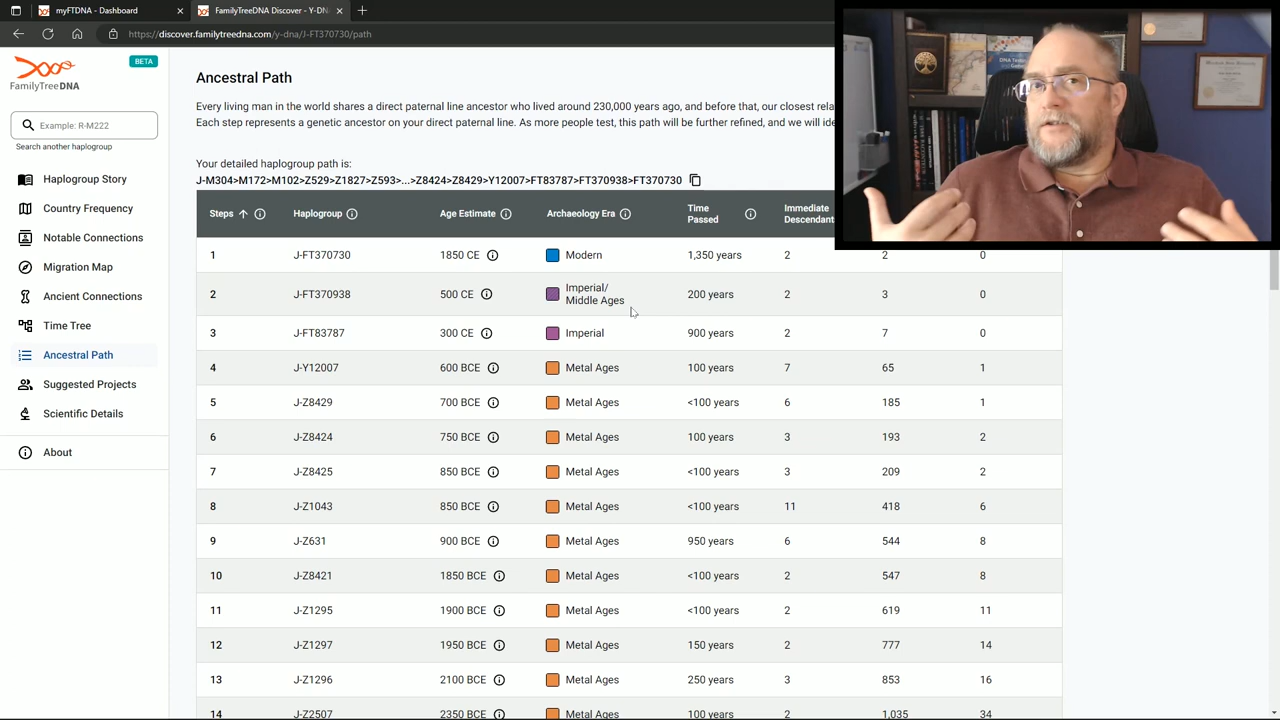 myFTDNA - Dashboard
FamilyTreeDNA Discover - Y-DN
https://discover.familytreedna.com/y-dna/J-FT370730/path
BETA
FamilyTreeDNA
Example: R-M222
Search another haplogroup
Haplogroup Story
Country Frequency
Notable Connections
Migration Map
Ancient Connections
Time Tree
Ancestral Path
Suggested Projects
Scientific Details
About
Ancestral Path
Every living man in the world shares a direct paternal line ancestor who lived around 230,000 years ago, and before that, our closest rela
Each step represents a genetic ancestor on your direct paternal line. As more people test, this path will be further refined, and we will ide
Your detailed haplogroup path is:
J-M304>M172>M102>Z529>Z1827>Z593>...>Z8424>Z8429>Y12007>FT83787>FT370938>FT370730
Steps Haplogroup Age Estimate Archaeology Era Time Passed Immediate Descendan
1 J-FT370730 1850 CE Modern 1,350 years 2 2 0
2 J-FT370938 500 CE Imperial/ Middle Ages 200 years 2 3 0
3 J-FT83787 300 CE Imperial 900 years 2 7 0
4 J-Y12007 600 BCE Metal Ages 100 years 7 65 1
5 J-Z8429 700 BCE Metal Ages <100 years 6 185 1
6 J-Z8424 750 BCE Metal Ages 100 years 3 193 2
7 J-Z8425 850 BCE Metal Ages <100 years 3 209 2
8 J-Z1043 850 BCE Metal Ages <100 years 11 418 6
9 J-Z631 900 BCE Metal Ages 950 years 6 544 8
10 J-Z8421 1850 BCE Metal Ages <100 years 2 547 8
11 J-Z1295 1900 BCE Metal Ages <100 years 2 619 11
12 J-Z1297 1950 BCE Metal Ages 150 years 2 777 14
13 J-Z1296 2100 BCE Metal Ages 250 years 3 853 16
14 J-Z2507 2350 BCE Metal Ages 100 years 2 1,035 34